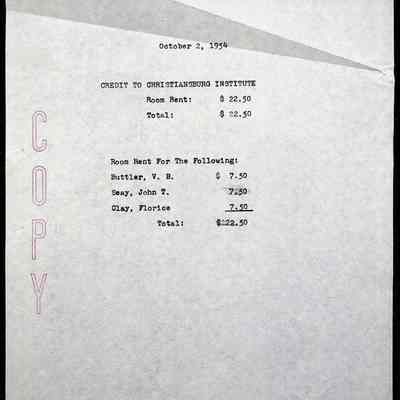 October 2, 1954
CREDIT TO CHRISTIANSBURG INSTITUTE
Room Rent: $ 22.50
Total: $ 22.50
Room Rent For The Following:
Buttler, V. B. $ 7.50
Seay, John T. 7.50
Clay, Florice 7.50
Total: $22.50
COPY